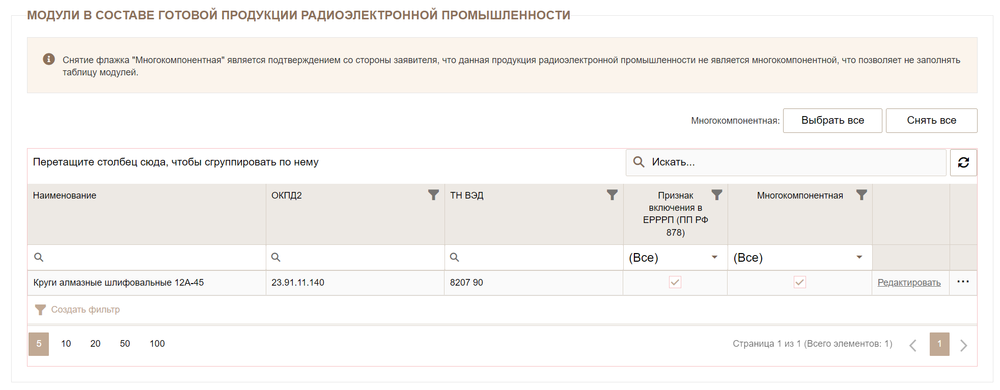 МОДУЛИ В СОСТАВЕ ГОТОВОЙ ПРОДУКЦИИ РАДИОЭЛЕКТРОННОЙ ПРОМЫШЛЕННОСТИ
Снятие флажка "Многокомпонентная" является подтверждением со стороны заявителя, что данная продукция радиоэлектронной промышленности не является многокомпонентной, что позволяет не заполнять
таблицу модулей.
Многокомпонентная: Выбрать все Снять все
Перетащите столбец сюда, чтобы сгруппировать по нему Искать...
Наименование ОКПД2 ТН ВЭД Признак Многокомпонентная
включения в
ЕРРРП (ПП РФ
878)
(Все) (Все)
Круги алмазные шлифовальные 12А-45 23.91.11.140 8207 90 Редактировать ...
Создать фильтр
5 10 20 50 100 Страница 1 из 1 (Всего элементов: 1) 1